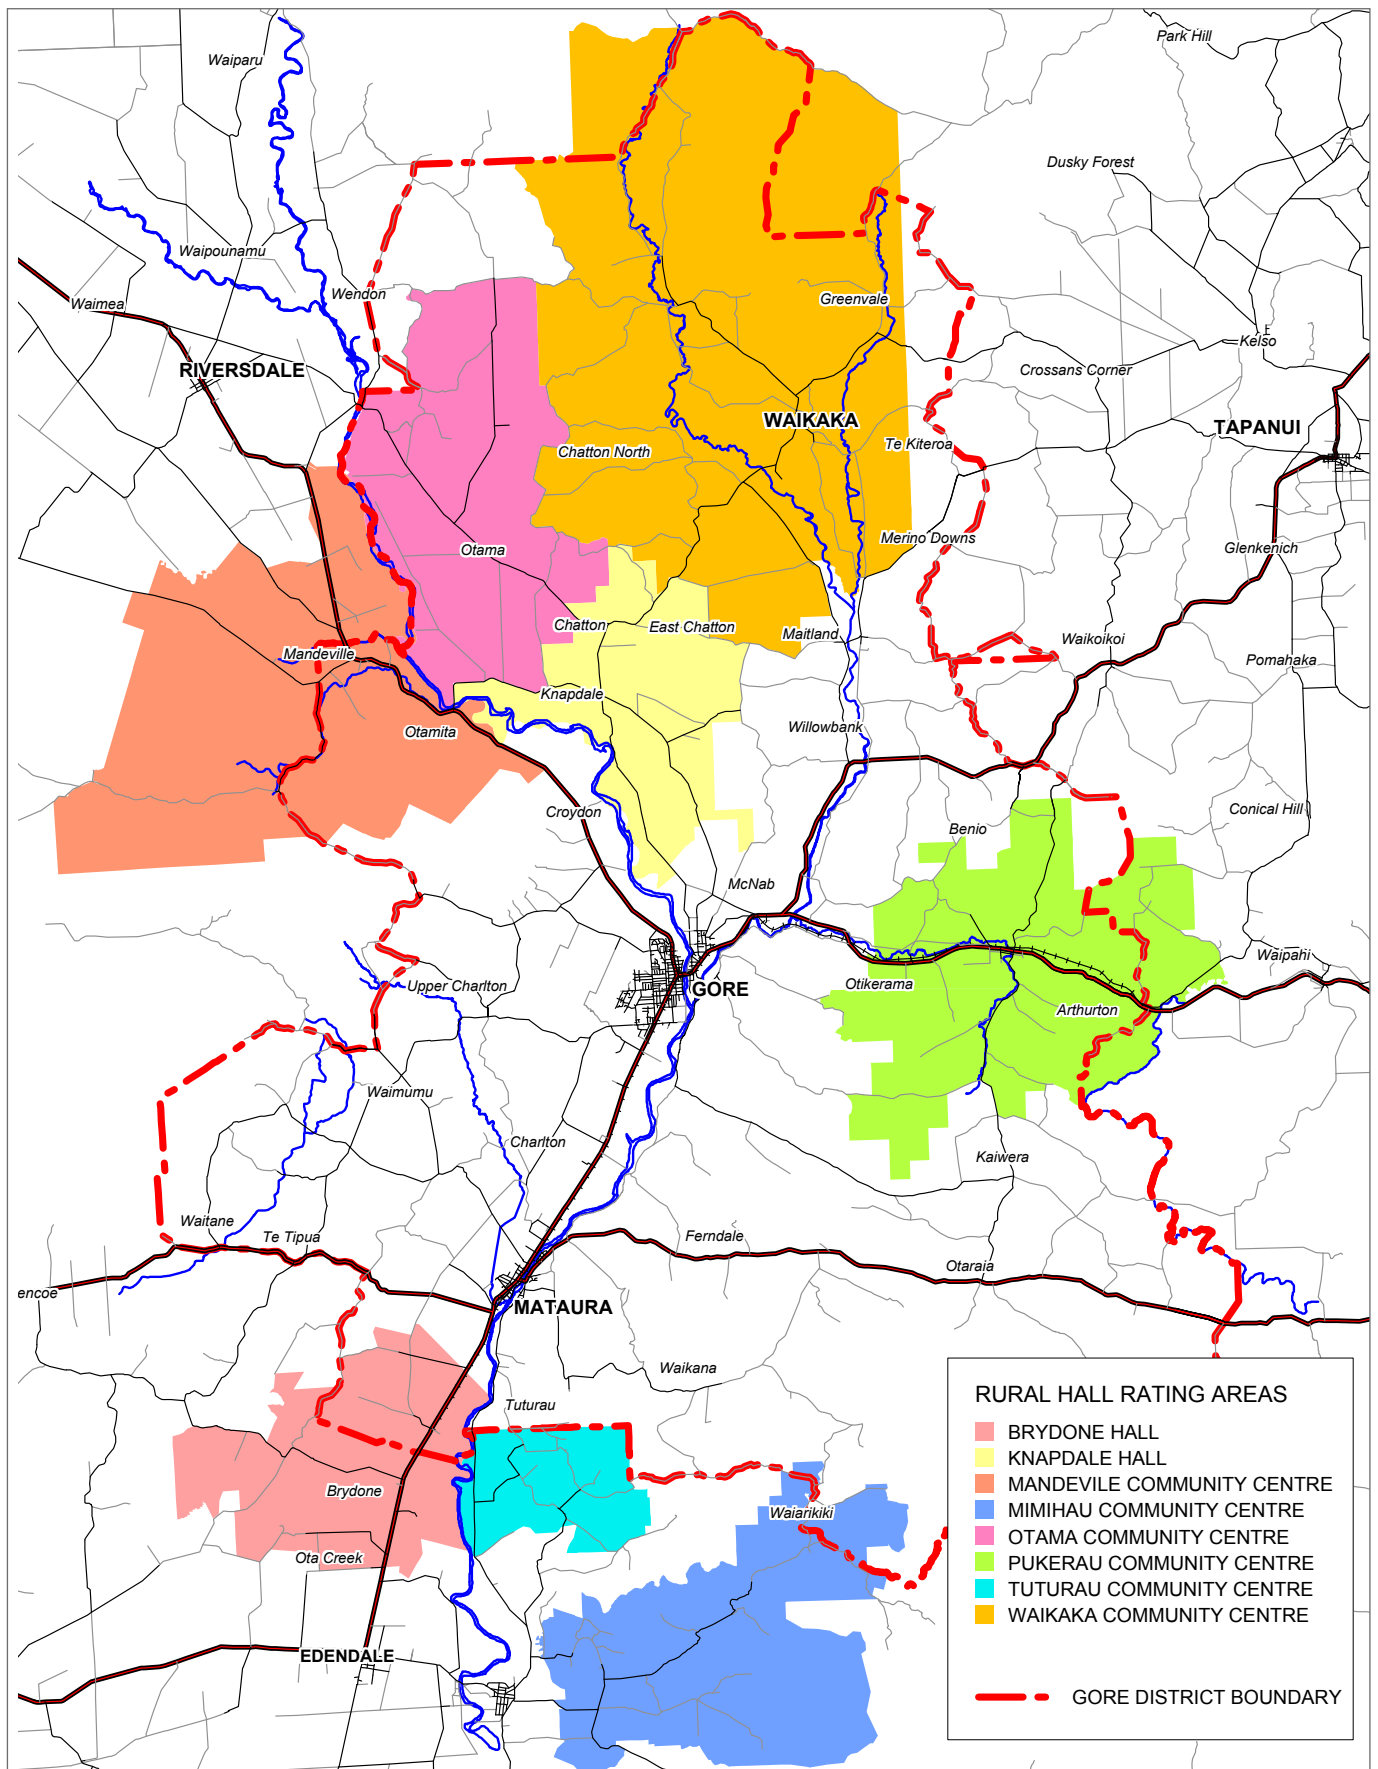 Park Hill
Waiparu
Dusky Forest
Waipounamu
Wendon
Greenvale
Waimea
Kelso
RIVERSDALE
Crossans Corner
WAIKAKA
TAPANUI
Te Kiteroa
Chatton North
Merino Downs
Glenkenich
Otama
Chatton
East Chatton
Maitland
Waikoikoi
Mandeville
Pomahaka
Knapdale
Otamita
Willowbank
Croydon
Conical Hill
Benio
McNab
Waipahi
Upper Charlton
GORE
Otikerama
Arthurton
Waimumu
Charlton
Kaiwera
Waitane
Te Tipua
Ferndale
Otaraia
encoe
MATAURA
Waikana
Tuturau
Brydone
Waiarikiki
Ota Creek
EDENDALE
RURAL HALL RATING AREAS
BRYDONE HALL
KNAPDALE HALL
MANDEVILE COMMUNITY CENTRE
MIMIHAU COMMUNITY CENTRE
OTAMA COMMUNITY CENTRE
PUKERAU COMMUNITY CENTRE
TUTURAU COMMUNITY CENTRE
WAIKAKA COMMUNITY CENTRE
GORE DISTRICT BOUNDARY